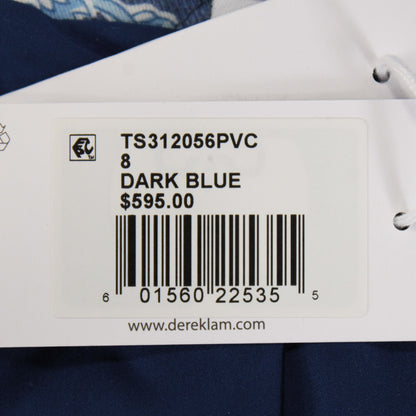 TS312056PVC
8
DARK BLUE
$595.00
6 01560 22535 5
www.dereklam.com